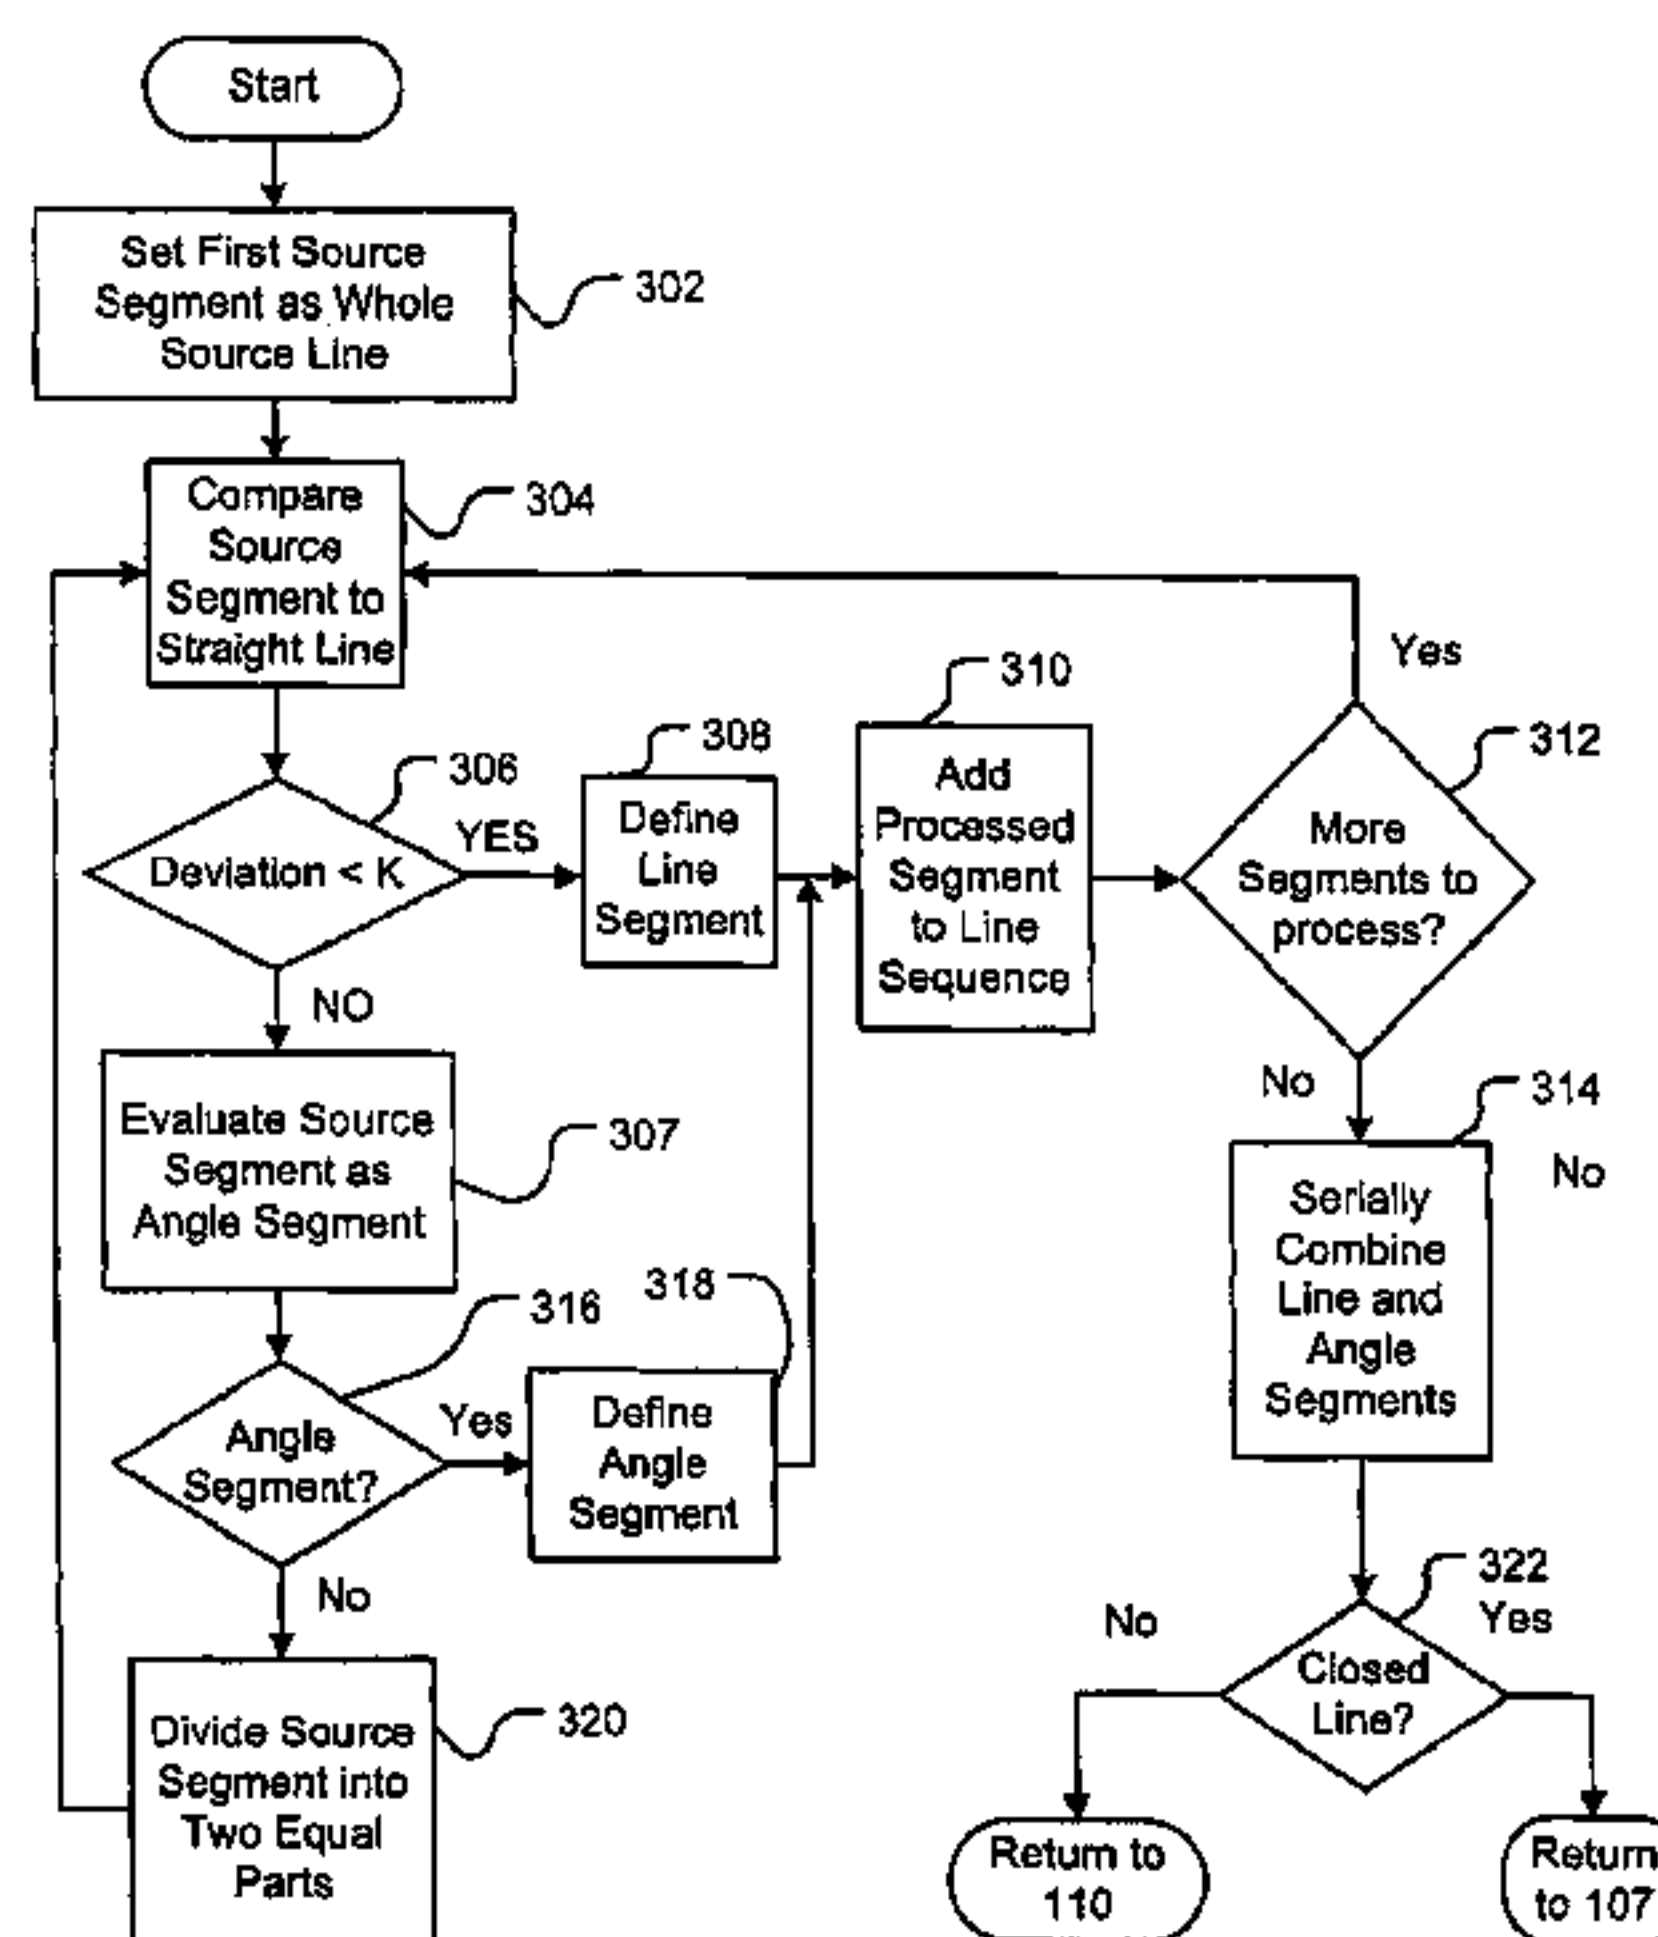 Start
Set First Source
Segment as Whole
Source Line
302
Compare
Source
Segment to
Straight Line
304
Deviation < K
306
YES
NO
308
Define
Line
Segment
310
Add
Processed
Segment
to Line
Sequence
Yes
312
More
Segments to
process?
No
Evaluate Source
Segment as
Angle Segment
307
314
No
Serially
Combine
Line and
Angle
Segments
316
Angle
Segment?
Yes
No
318
Define
Angle
Segment
Divide Source
Segment into
Two Equal
Parts
320
322
Yes
No
Closed
Line?
Return to
110
Return
to 107